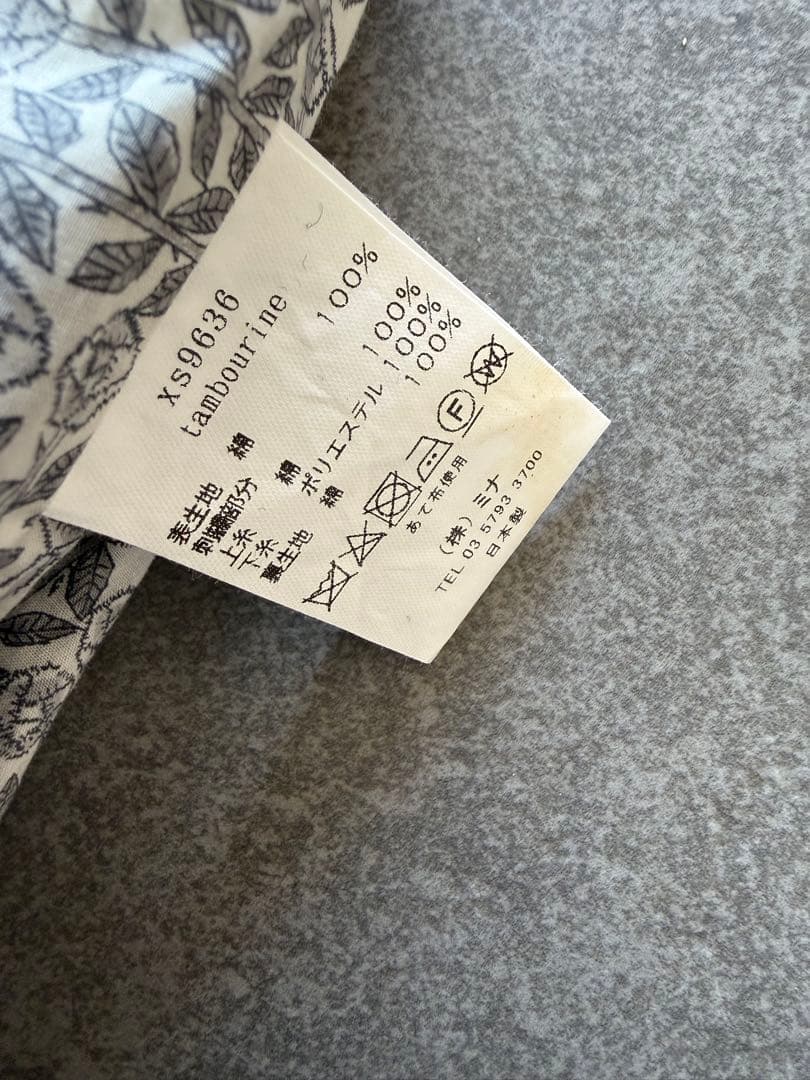 xs9636
tambourine
表生地 綿 100%
刺繍部分
上糸 綿 100%
下糸 ポリエステル 100%
裏生地 綿 100%
F W
あて布使用
(株) ミナ
TEL 03 5793 3700
日本製